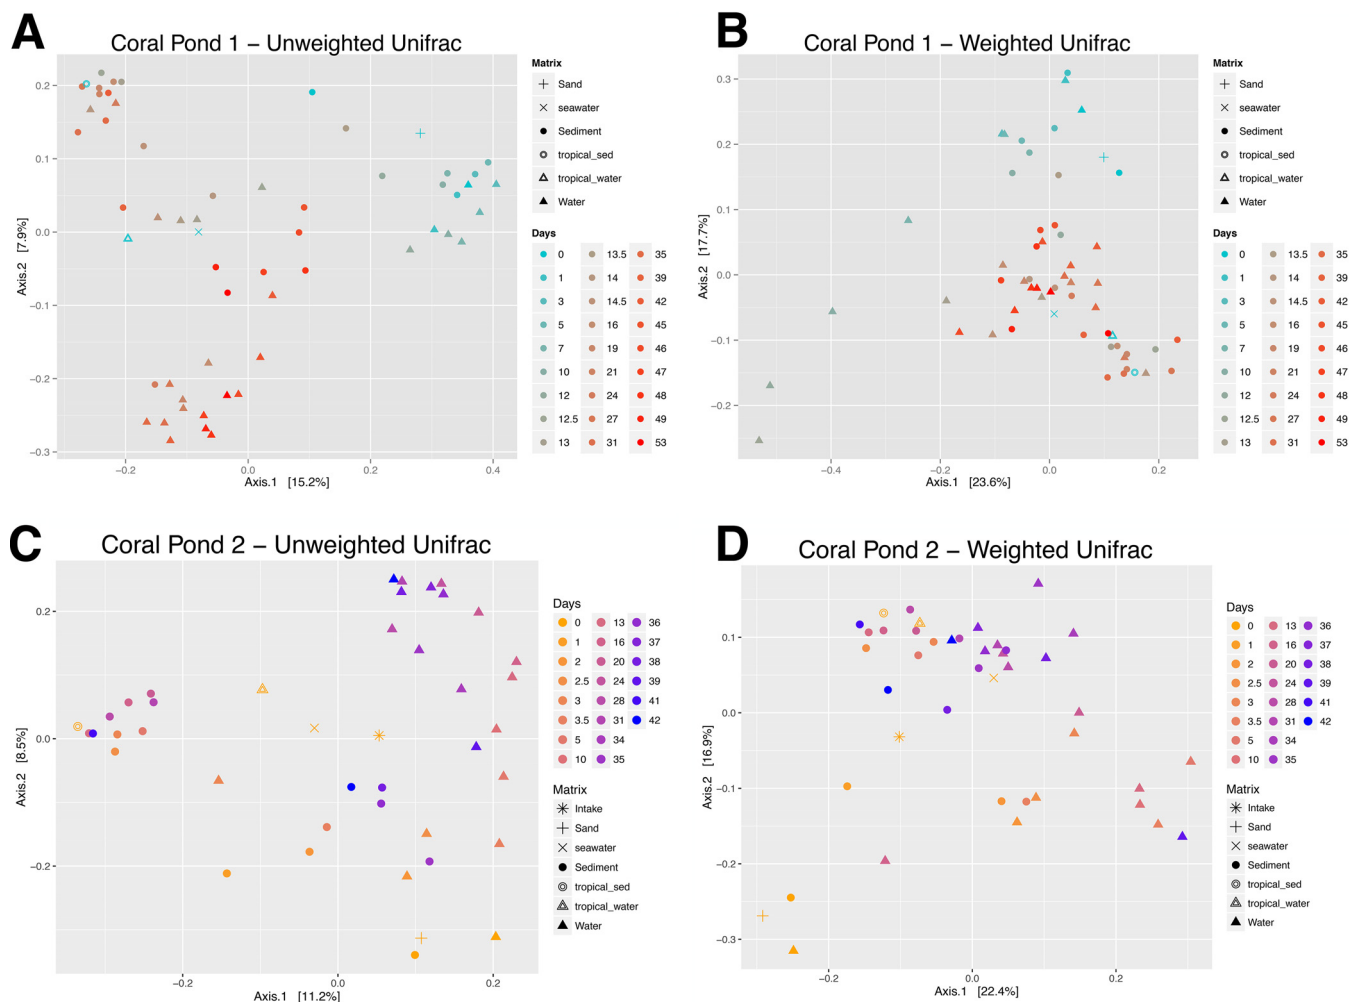 A
Coral Pond 1 – Unweighted Unifrac
0.2
0.1
0.0
−0.1
−0.2
−0.3
Axis.2 [7.9%]
−0.2
0.0
0.2
0.4
Axis.1 [15.2%]
Matrix
Sand
seawater
Sediment
tropical_sed
tropical_water
Water
Days
0 13.5 35
1 14 39
3 14.5 42
5 16 45
7 19 46
10 21 47
12 24 48
12.5 27 49
13 31 53
B
Coral Pond 1 – Weighted Unifrac
0.3
0.2
0.1
0.0
−0.1
−0.2
Axis.2 [17.7%]
−0.4
−0.2
0.0
0.2
Axis.1 [23.6%]
Matrix
Sand
seawater
Sediment
tropical_sed
tropical_water
Water
Days
0 13.5 35
1 14 39
3 14.5 42
5 16 45
7 19 46
10 21 47
12 24 48
12.5 27 49
13 31 53
C
Coral Pond 2 – Unweighted Unifrac
0.2
0.0
−0.2
Axis.2 [8.5%]
−0.2
0.0
0.2
Axis.1 [11.2%]
Days
0 13 36
1 16 37
2 20 38
2.5 24 39
3 28 41
3.5 31 42
5 34
10 35
Matrix
Intake
Sand
seawater
Sediment
tropical_sed
tropical_water
Water
D
Coral Pond 2 – Weighted Unifrac
0.1
0.0
−0.1
−0.2
−0.3
Axis.2 [16.9%]
−0.2
0.0
0.2
Axis.1 [22.4%]
Days
0 13 36
1 16 37
2 20 38
2.5 24 39
3 28 41
3.5 31 42
5 34
10 35
Matrix
Intake
Sand
seawater
Sediment
tropical_sed
tropical_water
Water